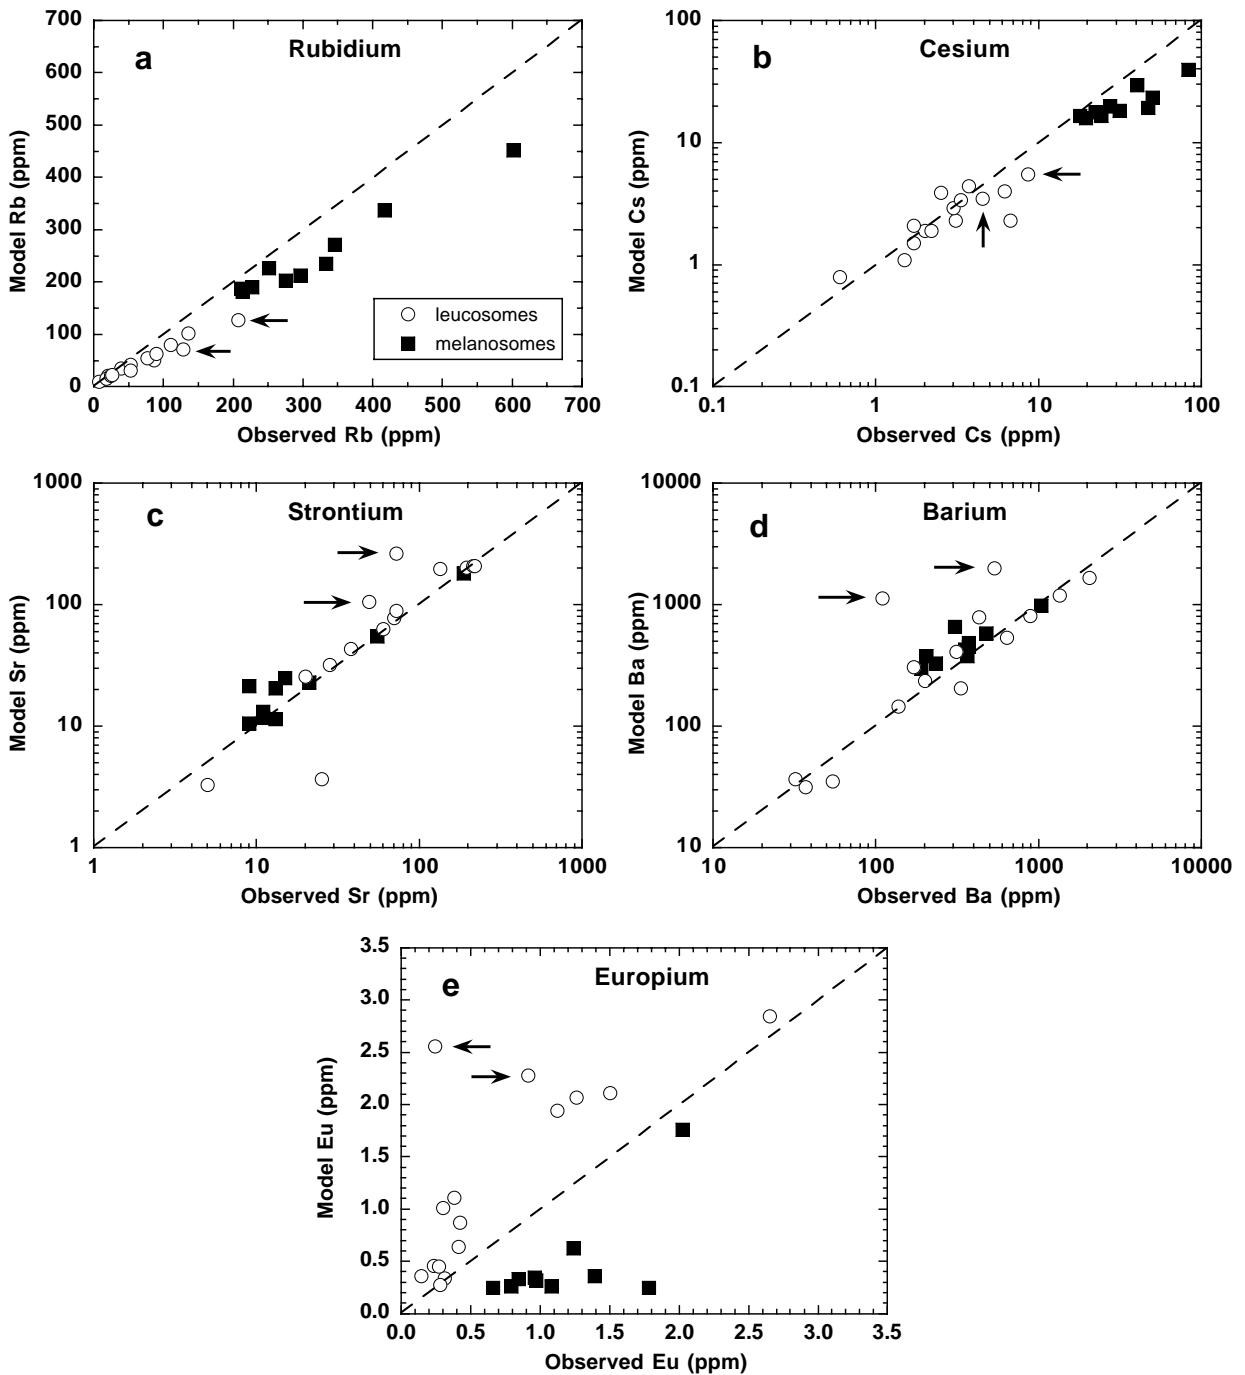 a
Rubidium
700
600
500
400
300
200
100
0
Model Rb (ppm)
leucosomes
melanosomes
0 100 200 300 400 500 600 700
Observed Rb (ppm)
b
Cesium
100
10
1
0.1
Model Cs (ppm)
0.1 1 10 100
Observed Cs (ppm)
c
Strontium
1000
100
10
1
Model Sr (ppm)
1 10 100 1000
Observed Sr (ppm)
d
Barium
10000
1000
100
10
Model Ba (ppm)
10 100 1000 10000
Observed Ba (ppm)
e
Europium
3.5
3.0
2.5
2.0
1.5
1.0
0.5
0.0
Model Eu (ppm)
0.0 0.5 1.0 1.5 2.0 2.5 3.0 3.5
Observed Eu (ppm)